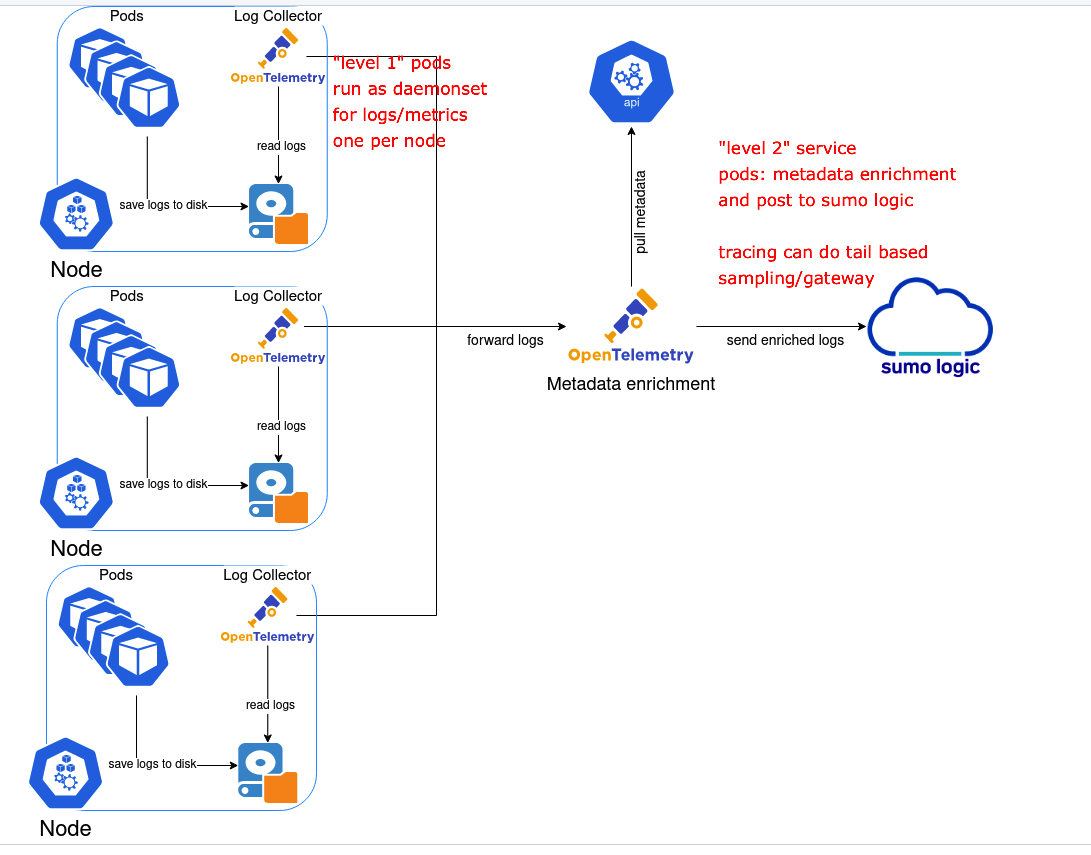 Pods
Log Collector
OpenTelemetry
read logs
save logs to disk
Node
"level 1" pods
run as daemonset
for logs/metrics
one per node
Pods
Log Collector
OpenTelemetry
read logs
save logs to disk
Node
Pods
Log Collector
OpenTelemetry
read logs
save logs to disk
Node
forward logs
api
pull metadata
OpenTelemetry
Metadata enrichment
"level 2" service
pods: metadata enrichment
and post to sumo logic
tracing can do tail based
sampling/gateway
send enriched logs
sumo logic